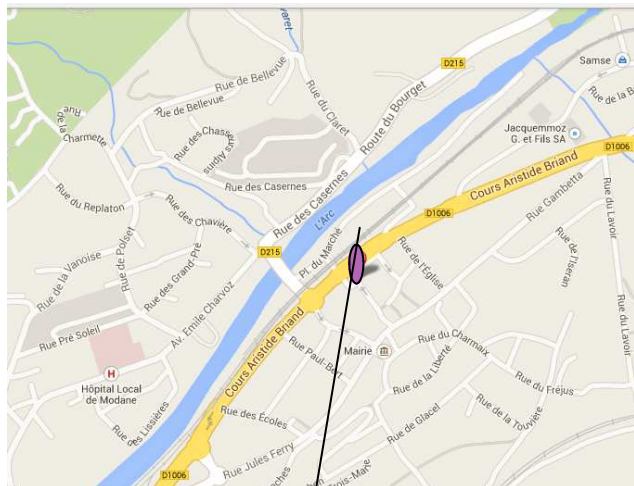 D215
Samse
Rue de Bellevue
Rue de Bellevue
Rue du Claret
Route du Bourget
D215
Rue de la B
Jacquemmoz
G. et Fils SA
D1006
Rue de la Charmette
Rue des Chasseurs Alpins
Rue des Casernes
Rue des Casernes
L'Arc
Cours Aristide Briand
D1006
Rue Gambetta
Rue du Lavoir
Rue du Replaton
Rue des Chavière
D215
Pl. du Marché
Rue de l'Église
Rue de l'Iseran
Rue de la Vanoise
Rue de Polset
Rue des Grand-Pré
Av. Emile Charvoz
Rue Pré Soleil
Cours Aristide Briand
Rue Paul-Bert
Mairie
Rue du Charmaix
Rue du Lavoir
H
Hôpital Local
de Modane
Rue de la Liberté
Rue du Fréjus
Rue des Lissières
Rue des Écoles
Rue de Glacel
Rue de la Touvière
Rue Jules Ferry
D1006